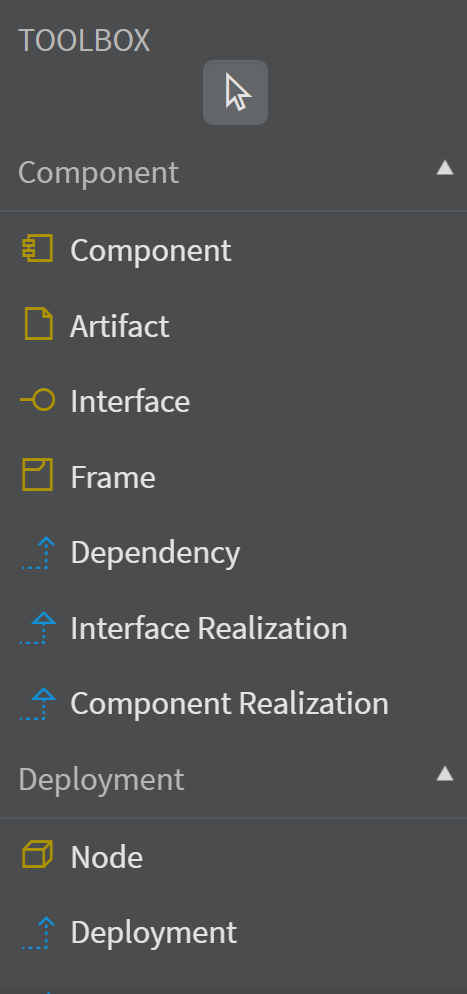 TOOLBOX
Component
Component
Artifact
Interface
Frame
Dependency
Interface Realization
Component Realization
Deployment
Node
Deployment